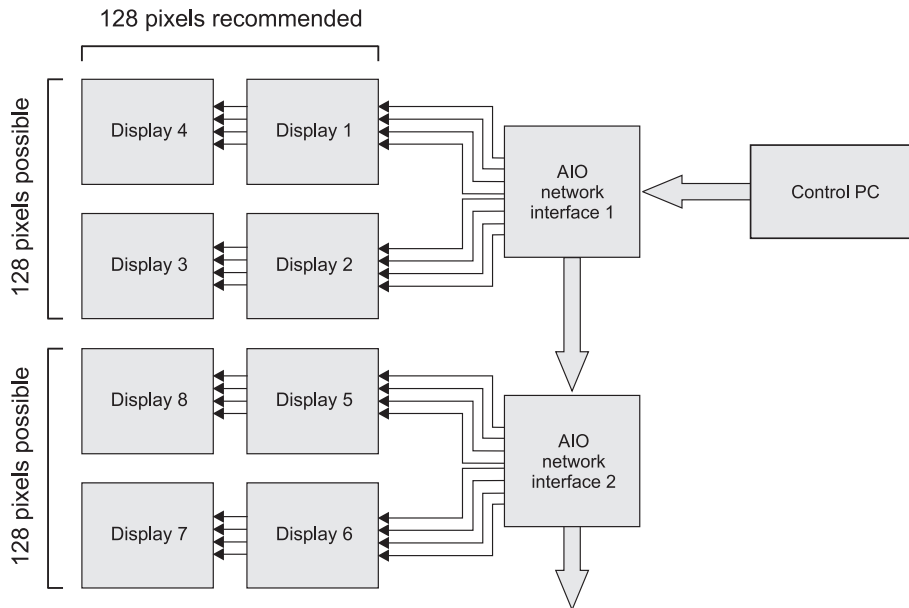 128 pixels recommended
128 pixels possible
Display 4
Display 1
AIO
network
interface 1
Control PC
Display 3
Display 2
128 pixels possible
Display 8
Display 5
AIO
network
interface 2
Display 7
Display 6